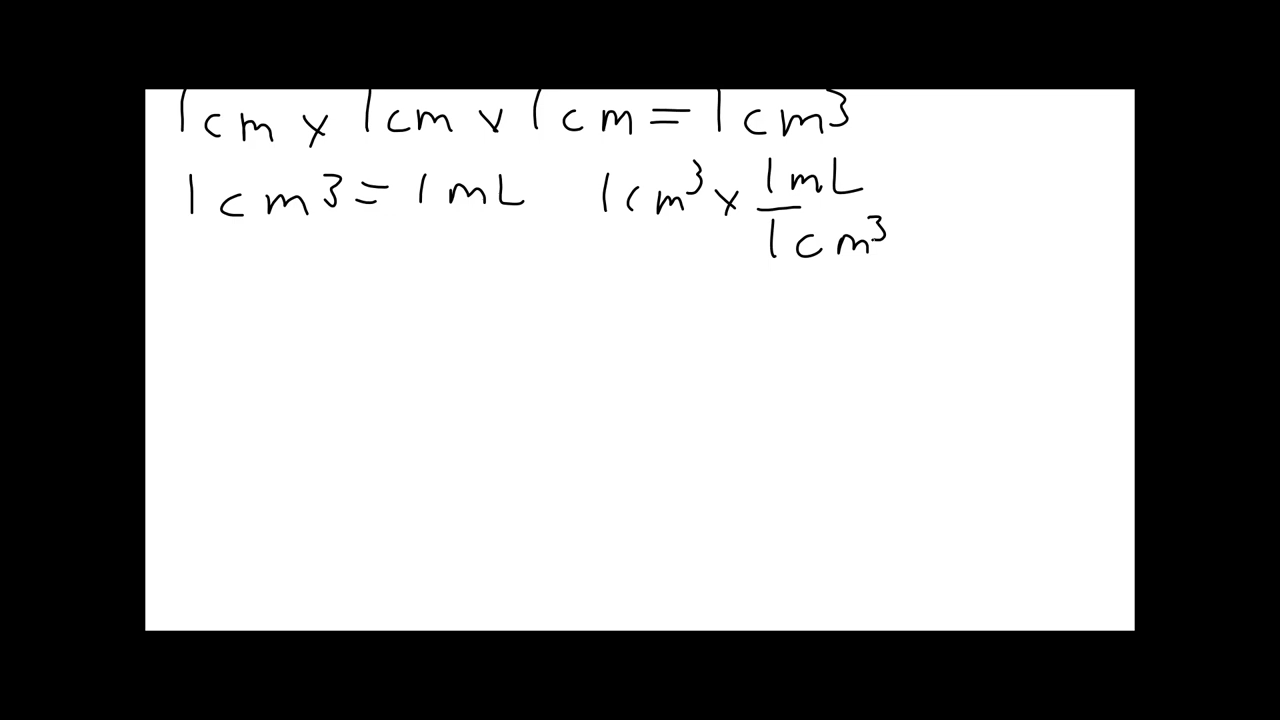 1cm x 1cm x 1cm = 1cm³
1cm³ = 1mL 1cm³ x 1mL
1cm³